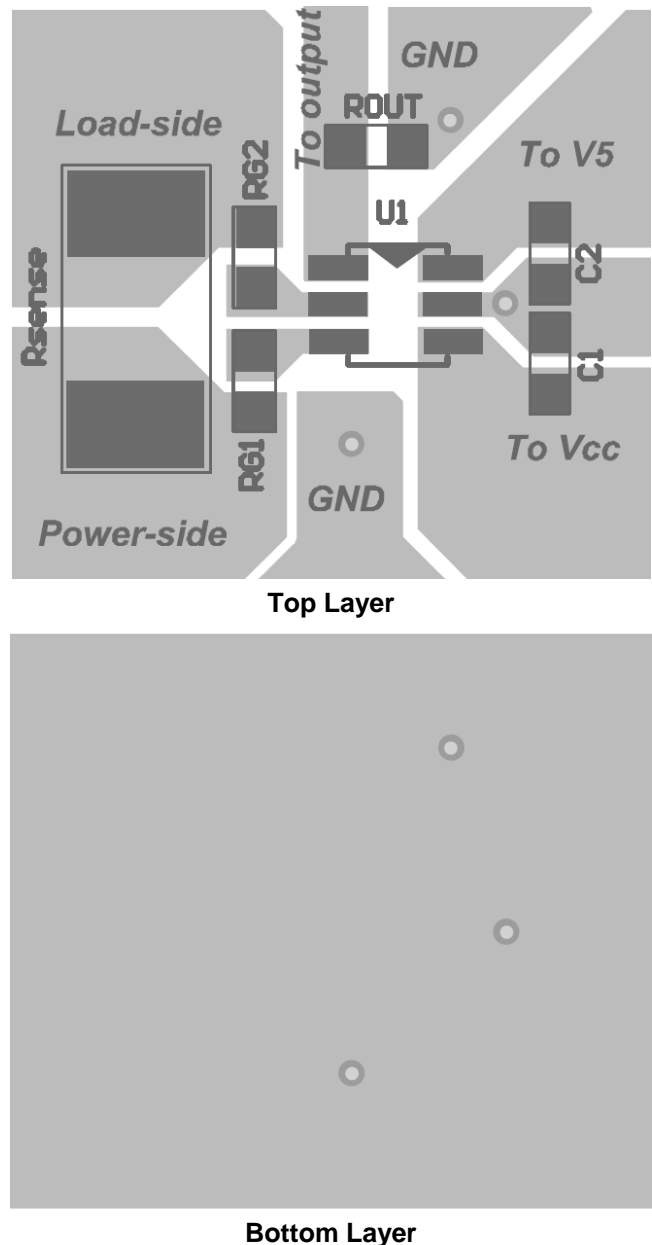 To output
GND
ROUT
Load-side
RG2
To V5
U1
Rsense
C2
C1
RG1
To Vcc
GND
Power-side
Top Layer
Bottom Layer